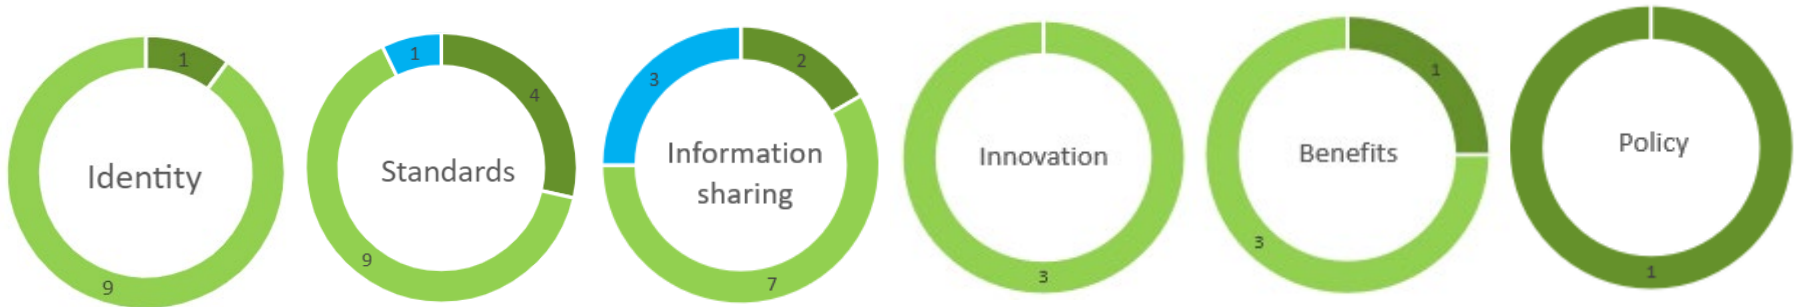 1
Identity
9
1
4
Standards
9
3
2
Information
sharing
7
Innovation
3
1
Benefits
3
Policy
1